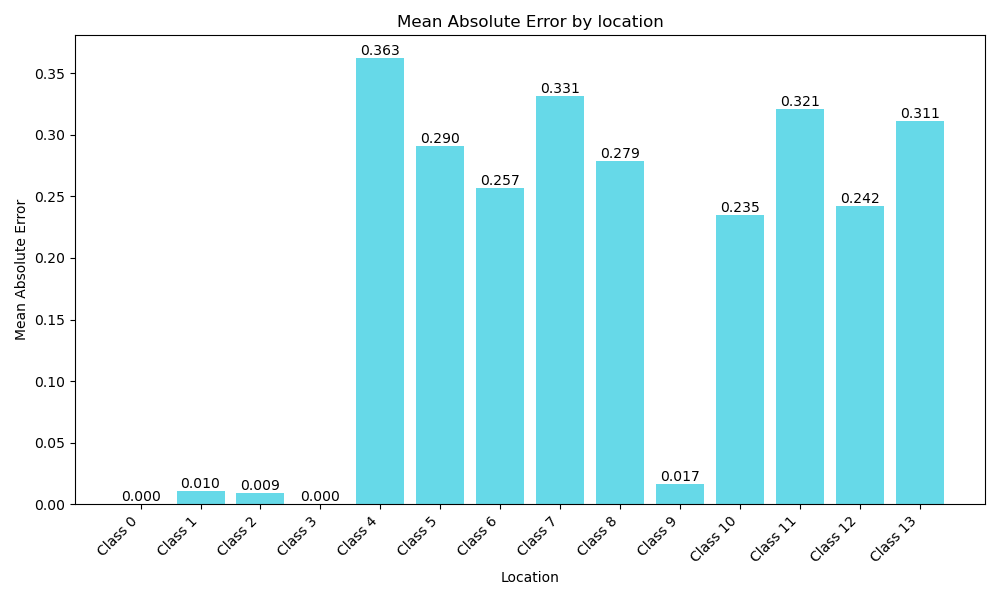 Mean Absolute Error by location
Mean Absolute Error
0.35
0.30
0.25
0.20
0.15
0.10
0.05
0.00
0.000
0.010
0.009
0.000
0.363
0.290
0.257
0.331
0.279
0.017
0.235
0.321
0.242
0.311
Class 0
Class 1
Class 2
Class 3
Class 4
Class 5
Class 6
Class 7
Class 8
Class 9
Class 10
Class 11
Class 12
Class 13
Location